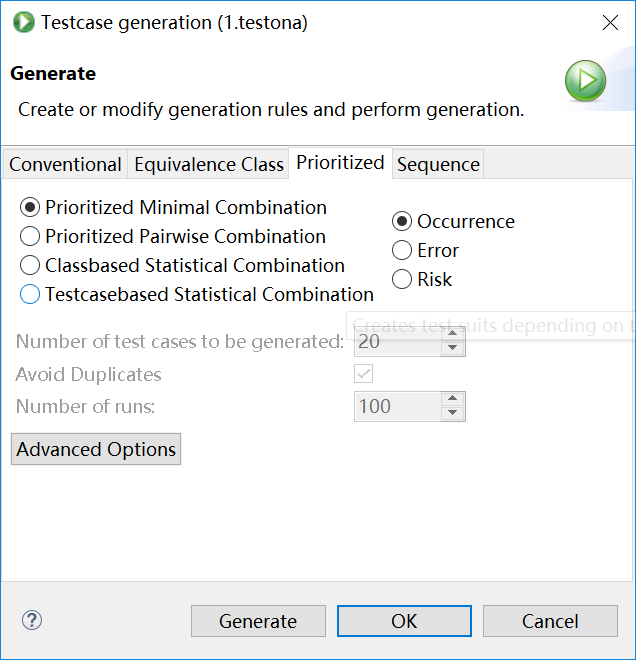 Testcase generation (1.testona)
Generate
Create or modify generation rules and perform generation.
Conventional Equivalence Class Prioritized Sequence
Prioritized Minimal Combination
Prioritized Pairwise Combination
Classbased Statistical Combination
Testcasebased Statistical Combination
Occurrence
Error
Risk
Creates test suits depending on t
Number of test cases to be generated: 20
Avoid Duplicates
Number of runs: 100
Advanced Options
? Generate OK Cancel